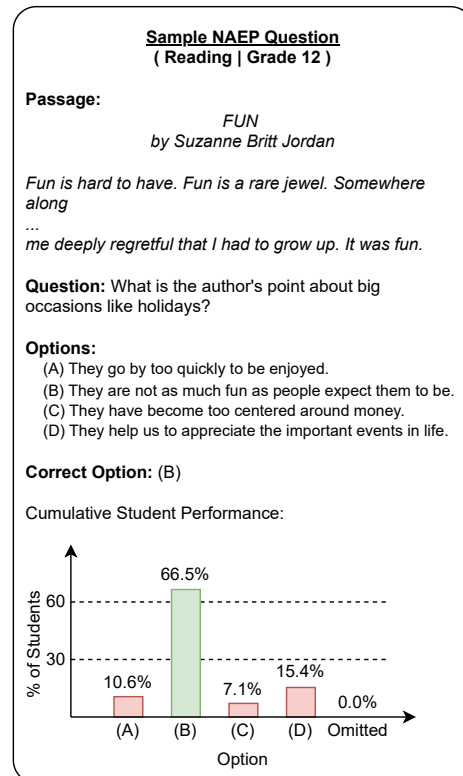 Sample NAEP Question
( Reading | Grade 12 )
Passage:
FUN
by Suzanne Britt Jordan
Fun is hard to have. Fun is a rare jewel. Somewhere
along
...
me deeply regretful that I had to grow up. It was fun.
Question: What is the author's point about big
occasions like holidays?
Options:
(A) They go by too quickly to be enjoyed.
(B) They are not as much fun as people expect them to be.
(C) They have become too centered around money.
(D) They help us to appreciate the important events in life.
Correct Option: (B)
Cumulative Student Performance:
% of Students
60
30
10.6%
66.5%
7.1%
15.4%
0.0%
(A) (B) (C) (D) Omitted
Option